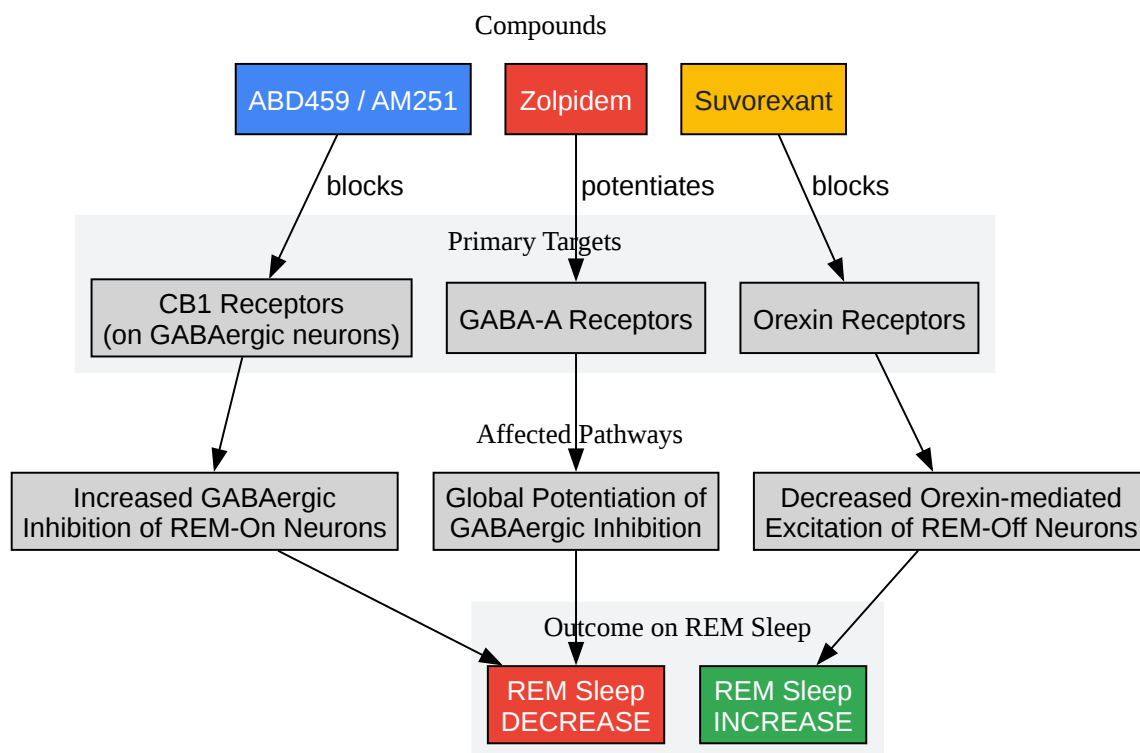 Compounds
ABD459 / AM251
Zolpidem
Suvorexant
blocks
potentiates
blocks
Primary Targets
CB1 Receptors
(on GABAergic neurons)
GABA-A Receptors
Orexin Receptors
Affected Pathways
Increased GABAergic
Inhibition of REM-On Neurons
Global Potentiation of
GABAergic Inhibition
Decreased Orexin-mediated
Excitation of REM-Off Neurons
Outcome on REM Sleep
REM Sleep
DECREASE
REM Sleep
INCREASE